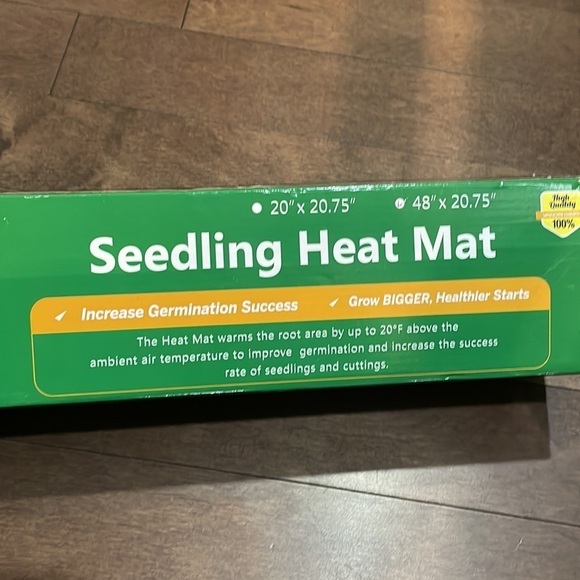 20" x 20.75" 48" x 20.75"
High Quality
100%
Seedling Heat Mat
Increase Germination Success Grow BIGGER, Healthier Starts
The Heat Mat warms the root area by up to 20°F above the
ambient air temperature to improve germination and increase the success
rate of seedlings and cuttings.